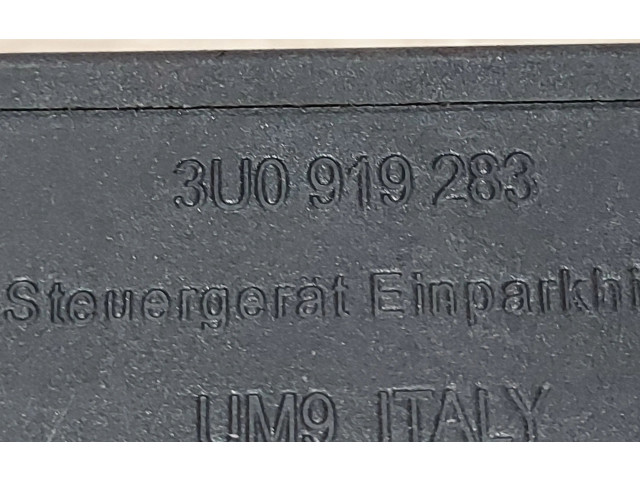 3U0 919 283
Steuergerät Einparkhi
UM9 ITALY